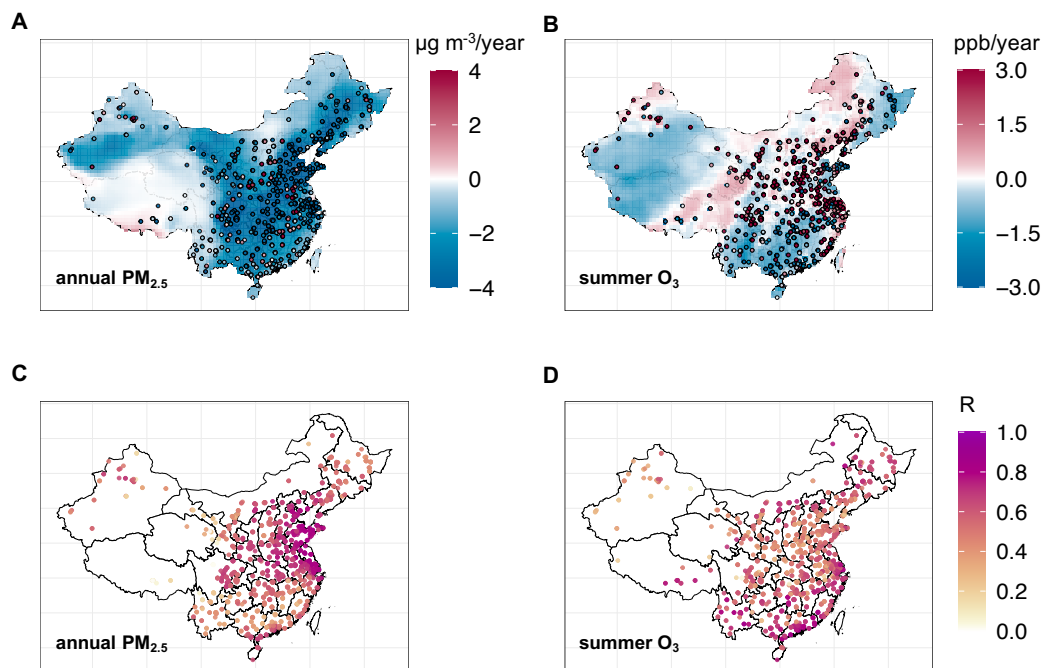 A
µg m⁻³/year
4
2
0
−2
−4
annual PM₂.₅
B
ppb/year
3.0
1.5
0.0
−1.5
−3.0
summer O₃
C
annual PM₂.₅
D
R
1.0
0.8
0.6
0.4
0.2
0.0
summer O₃